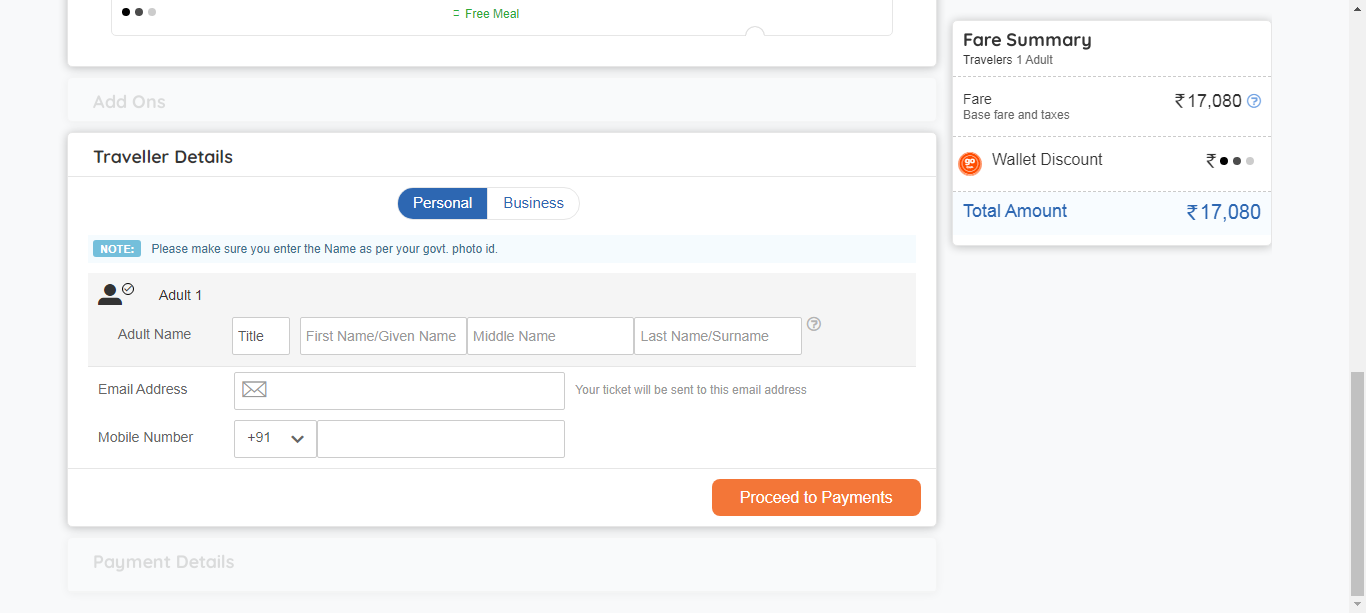 Free Meal
Add Ons
Traveller Details
Personal Business
NOTE: Please make sure you enter the Name as per your govt. photo id.
Adult 1
Adult Name Title First Name/Given Name Middle Name Last Name/Surname ?
Email Address Your ticket will be sent to this email address
Mobile Number +91
Proceed to Payments
Payment Details
Fare Summary
Travelers 1 Adult
Fare ₹17,080 ?
Base fare and taxes
go Wallet Discount ₹
Total Amount ₹17,080